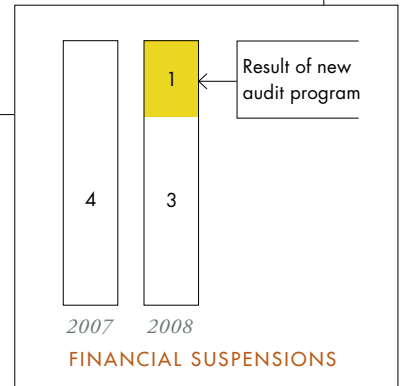 1
Result of new
audit program
4
3
2007
2008
FINANCIAL SUSPENSIONS